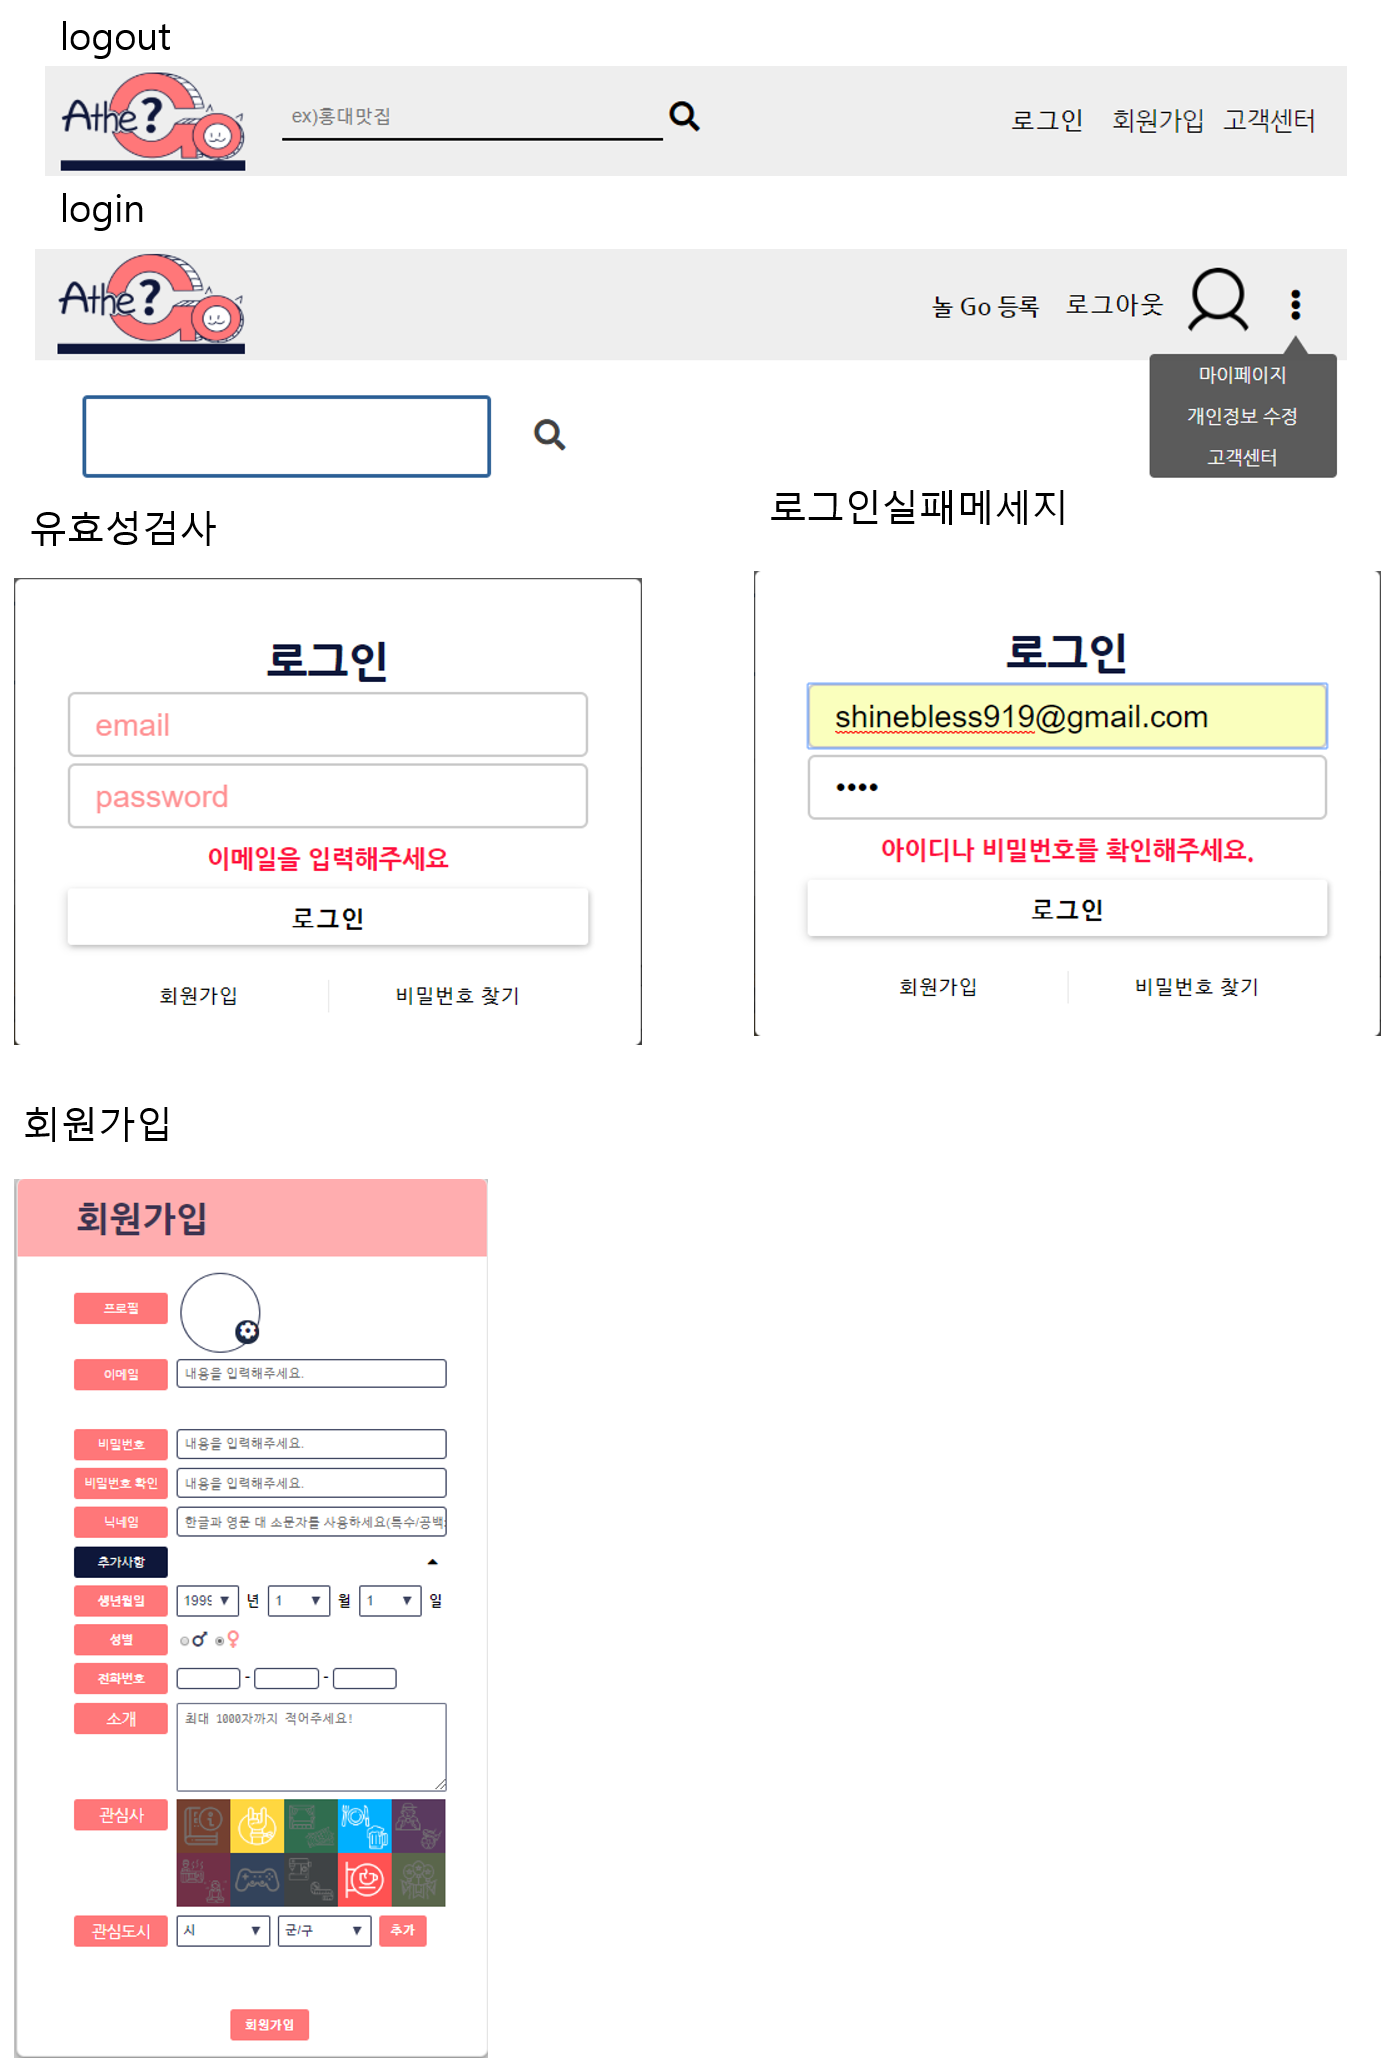 logout
Athe?Go
ex)홍대맛집
로그인 회원가입 고객센터
login
Athe?Go
놀 Go 등록 로그아웃
마이페이지
개인정보 수정
고객센터
유효성검사
로그인
email
password
이메일을 입력해주세요
로그인
회원가입 비밀번호 찾기
로그인실패메세지
로그인
shinebless919@gmail.com
••••
아이디나 비밀번호를 확인해주세요.
로그인
회원가입 비밀번호 찾기
회원가입
회원가입
프로필
이메일 내용을 입력해주세요.
비밀번호 내용을 입력해주세요.
비밀번호 확인 내용을 입력해주세요.
닉네임 한글과 영문 대 소문자를 사용하세요(특수/공백
추가사항
생년월일 1999 년 1 월 1 일
성별
전화번호 - -
소개 최대 1000자까지 적어주세요!
관심사
관심도시 시 군/구 추가
회원가입